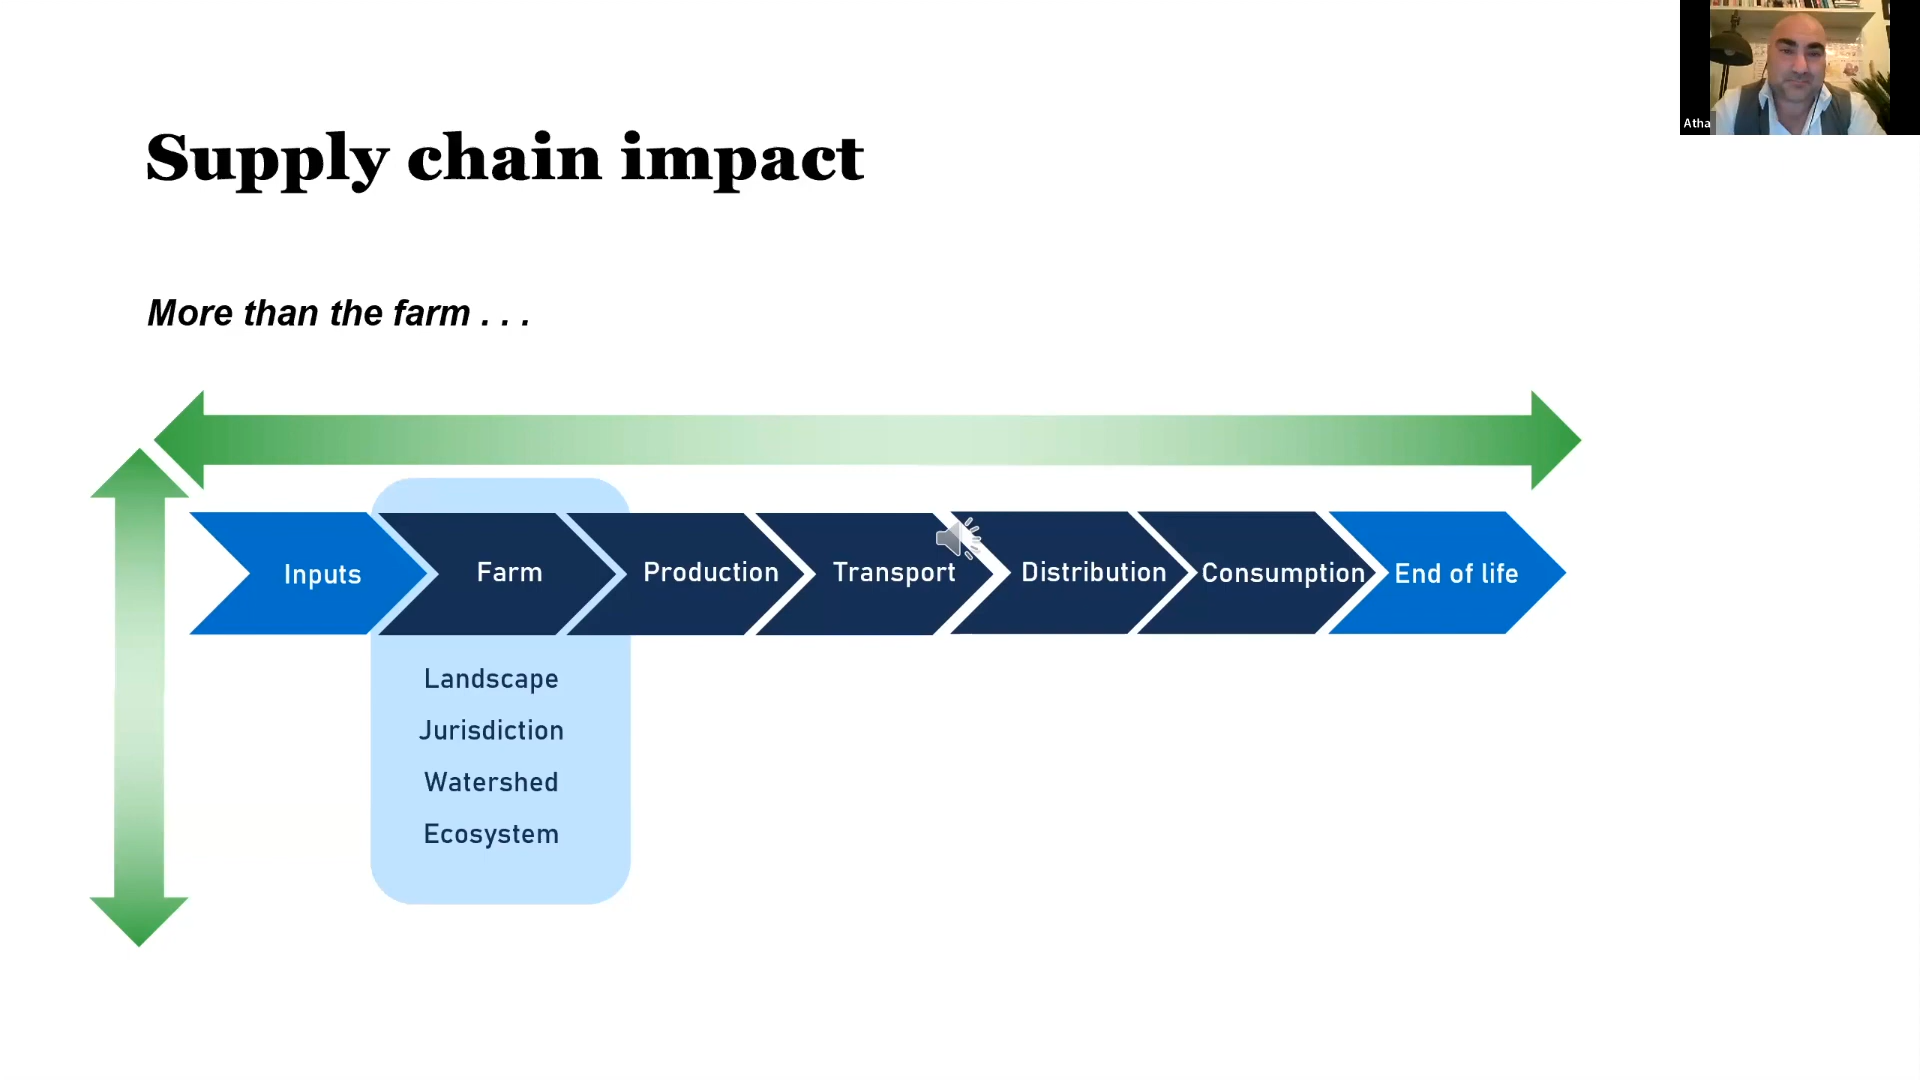 Atha
Supply chain impact
More than the farm . . .
Inputs
Farm
Production
Transport
Distribution
Consumption
End of life
Landscape
Jurisdiction
Watershed
Ecosystem